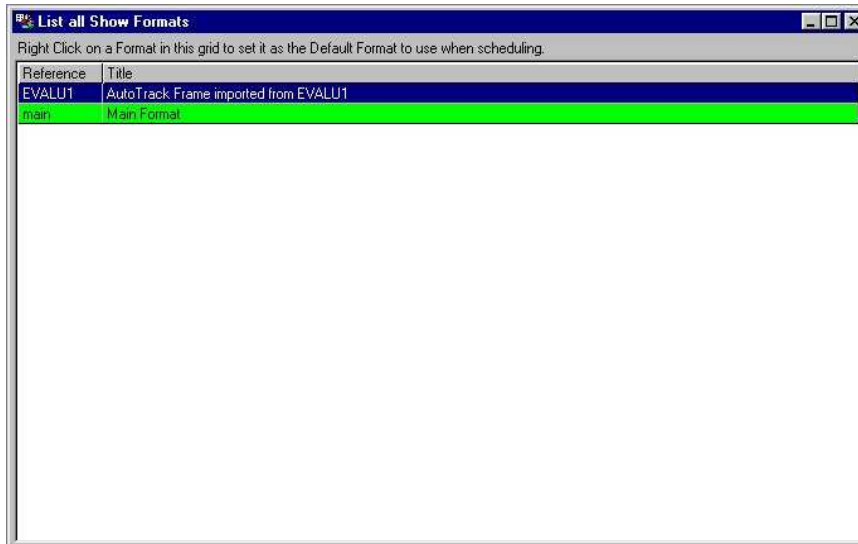 List all Show Formats
Right Click on a Format in this grid to set it as the Default Format to use when scheduling.
Reference Title
EVALU1 AutoTrack Frame imported from EVALU1
main Main Format